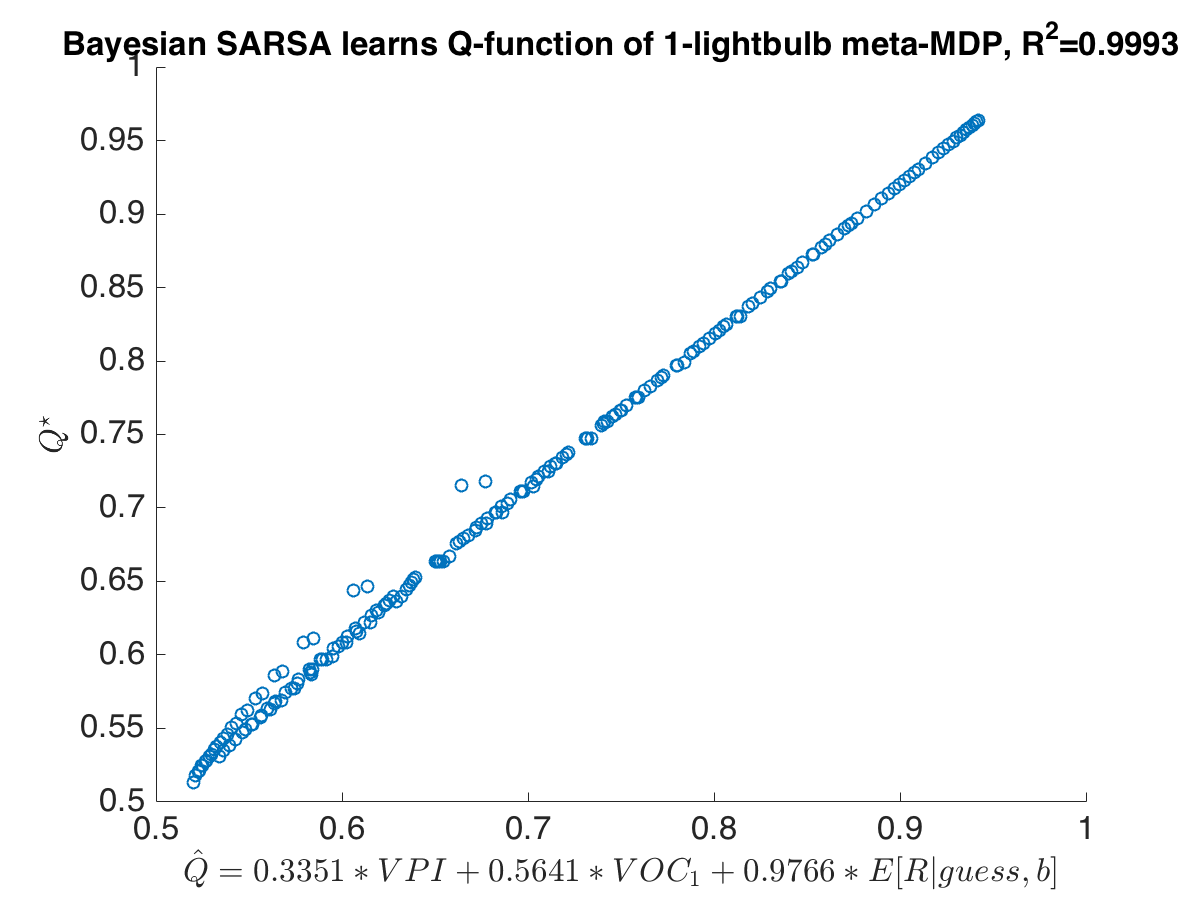 Bayesian SARSA learns Q-function of 1-lightbulb meta-MDP, R²=0.9993
1
0.95
0.9
0.85
0.8
0.75
0.7
0.65
0.6
0.55
0.5
Q⋆
0.5 0.6 0.7 0.8 0.9 1
Q̂ = 0.3351 ∗ VPI + 0.5641 ∗ VOC₁ + 0.9766 ∗ E[R|guess, b]